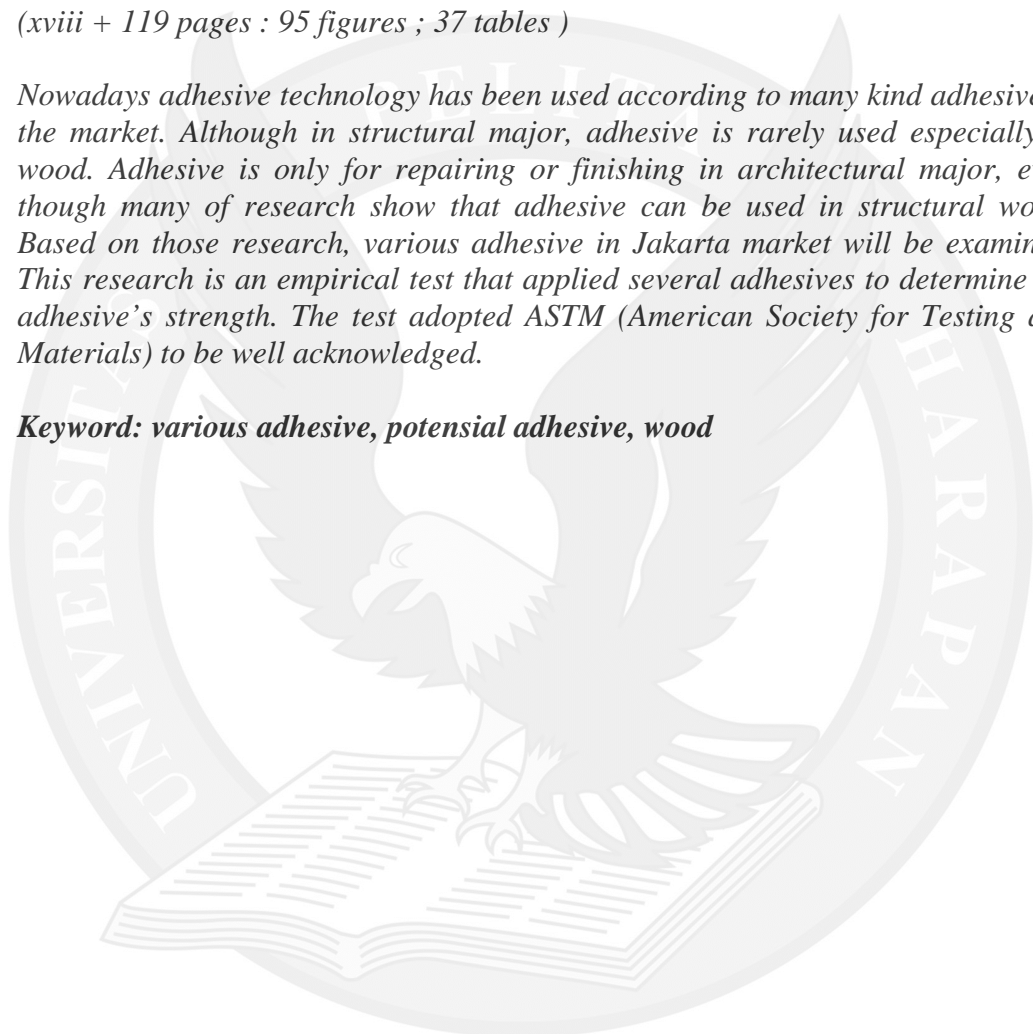 (xviii + 119 pages : 95 figures ; 37 tables )
Nowadays adhesive technology has been used according to many kind adhesive
the market. Although in structural major, adhesive is rarely used especially
wood. Adhesive is only for repairing or finishing in architectural major, e
though many of research show that adhesive can be used in structural wo
Based on those research, various adhesive in Jakarta market will be examin
This research is an empirical test that applied several adhesives to determine
adhesive’s strength. The test adopted ASTM (American Society for Testing a
Materials) to be well acknowledged.
Keyword: various adhesive, potensial adhesive, wood
UNIVERSITAS PELITA HARAPAN